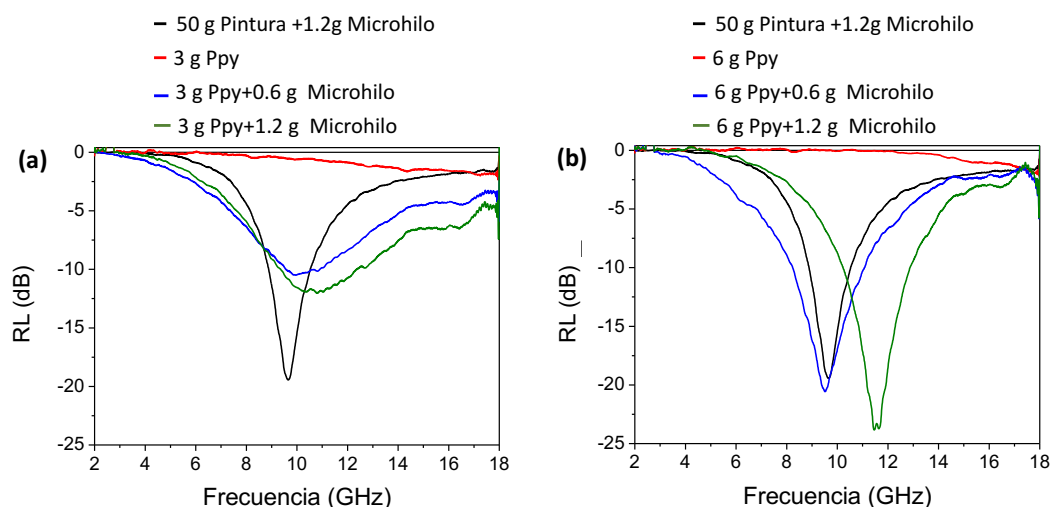 50 g Pintura +1.2g Microhilo
3 g Ppy
3 g Ppy+0.6 g Microhilo
3 g Ppy+1.2 g Microhilo
(a)
0
-5
-10
-15
-20
-25
RL (dB)
2 4 6 8 10 12 14 16 18
Frecuencia (GHz)
50 g Pintura +1.2g Microhilo
6 g Ppy
6 g Ppy+0.6 g Microhilo
6 g Ppy+1.2 g Microhilo
(b)
0
-5
-10
-15
-20
-25
RL (dB)
2 4 6 8 10 12 14 16 18
Frecuencia (GHz)